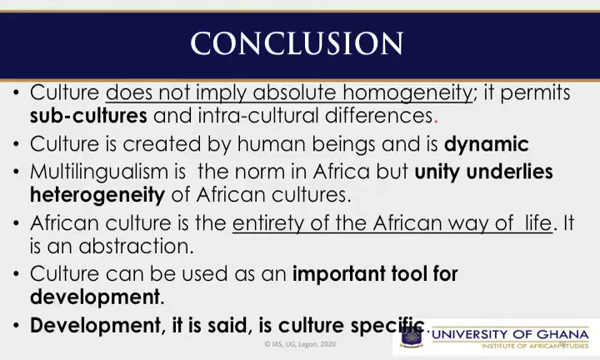 CONCLUSION
• Culture does not imply absolute homogeneity; it permits
sub-cultures and intra-cultural differences.
• Culture is created by human beings and is dynamic
• Multilingualism is the norm in Africa but unity underlies
heterogeneity of African cultures.
• African culture is the entirety of the African way of life. It
is an abstraction.
• Culture can be used as an important tool for
development.
• Development, it is said, is culture specific.
UNIVERSITY OF GHANA
INSTITUTE OF AFRICAN STUDIES
© IAS, UG, Legon, 2020